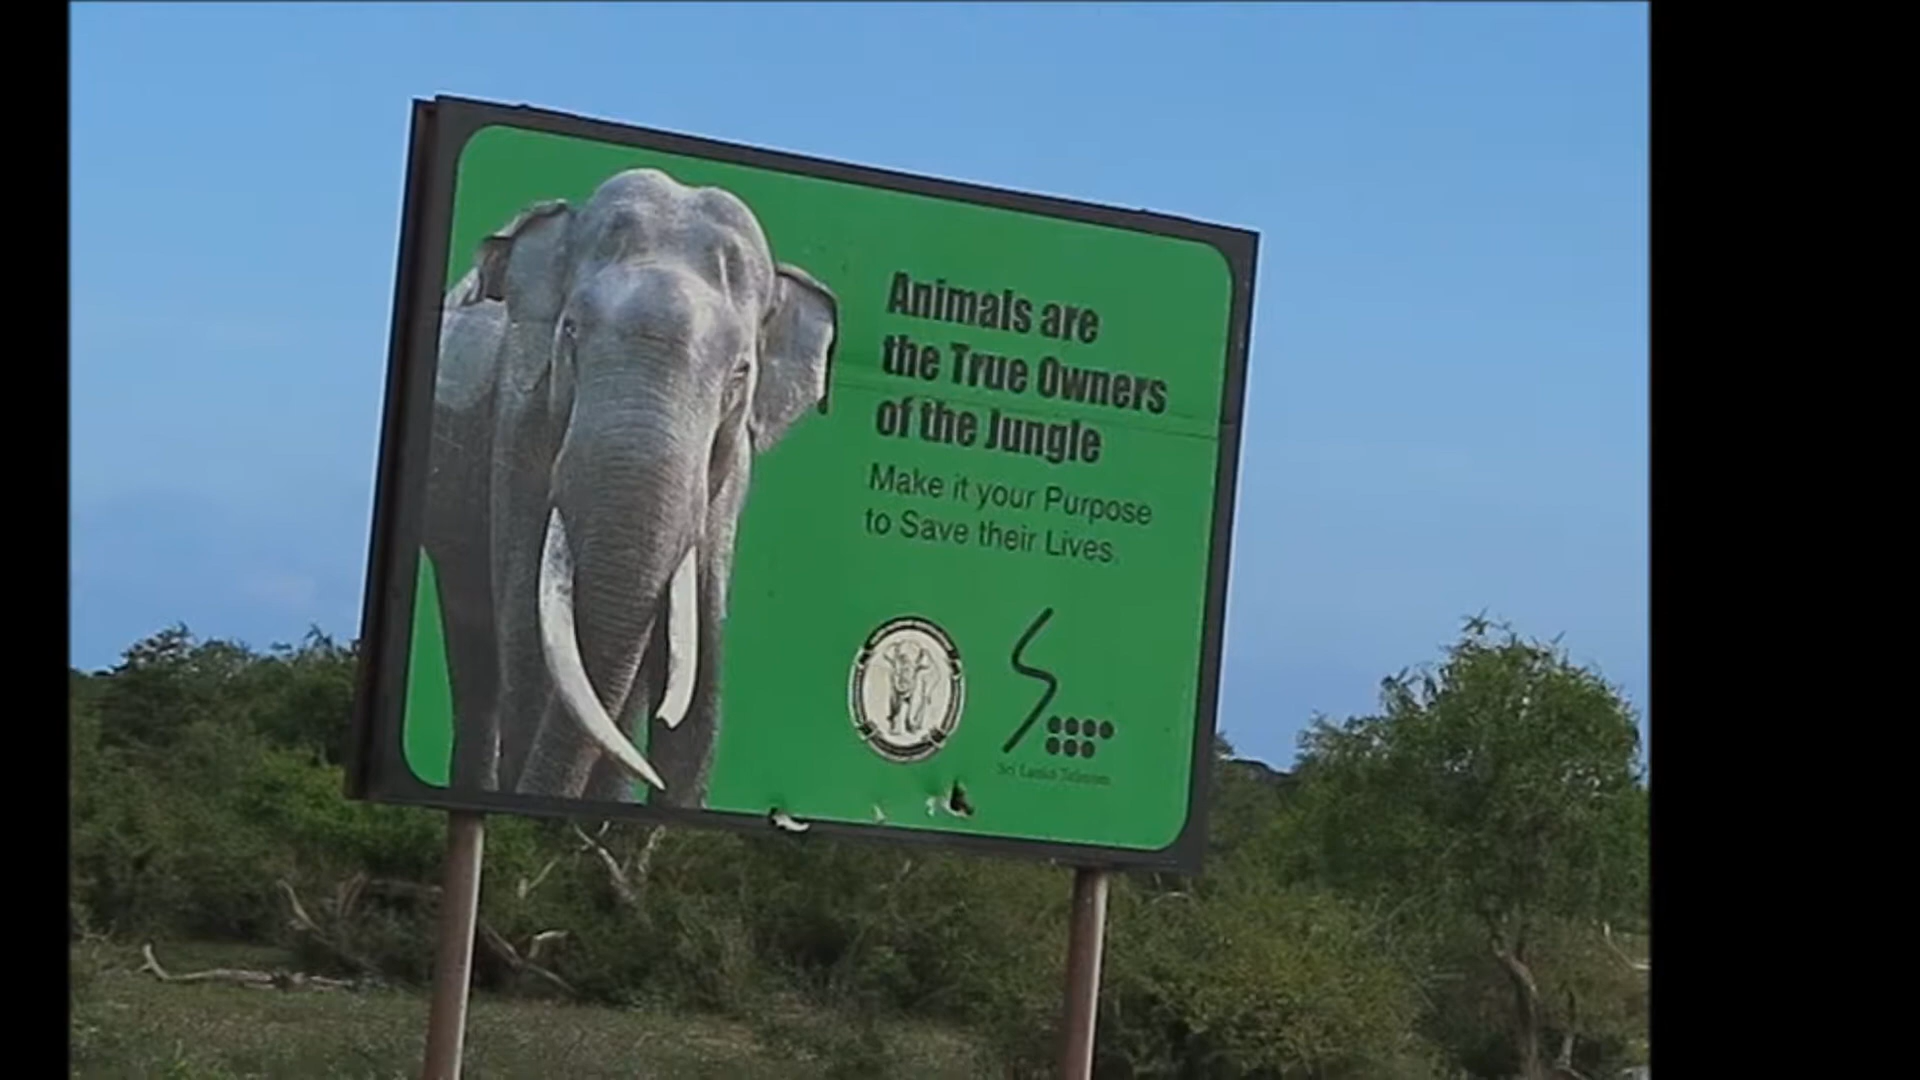 Animals are
the True Owners
of the Jungle
Make it your Purpose
to Save their Lives.
Sri Lanka Telecom